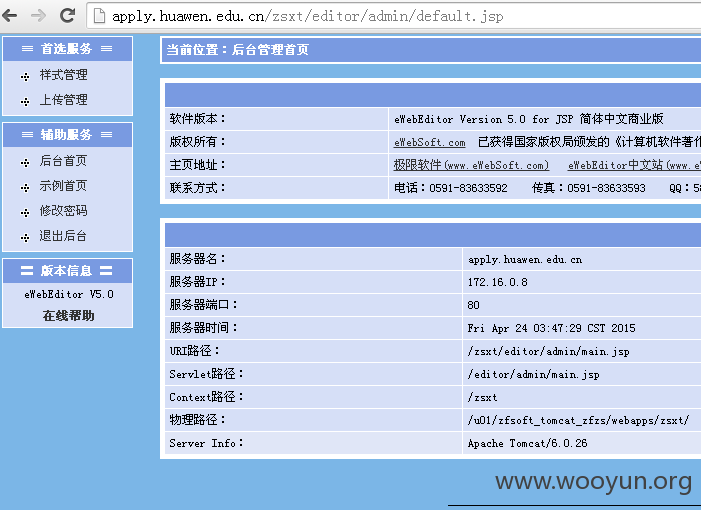 apply.huawen.edu.cn/zsxt/editor/admin/default.jsp
首选服务
样式管理
上传管理
辅助服务
后台首页
示例首页
修改密码
退出后台
版本信息
eWebEditor V5.0
在线帮助
当前位置：后台管理首页
软件版本： eWebEditor Version 5.0 for JSP 简体中文商业版
版权所有： eWebSoft.com 已获得国家版权局颁发的《计算机软件著作
主页地址： 极限软件(www.eWebSoft.com) eWebEditor中文站(www.e
联系方式： 电话：0591-83633592 传真：0591-83633593 QQ：58
服务器名： apply.huawen.edu.cn
服务器IP： 172.16.0.8
服务器端口： 80
服务器时间： Fri Apr 24 03:47:29 CST 2015
URI路径： /zsxt/editor/admin/main.jsp
Servlet路径： /editor/admin/main.jsp
Context路径： /zsxt
物理路径： /u01/zfsoft_tomcat_zfzs/webapps/zsxt/
Server Info： Apache Tomcat/6.0.26
www.wooyun.org